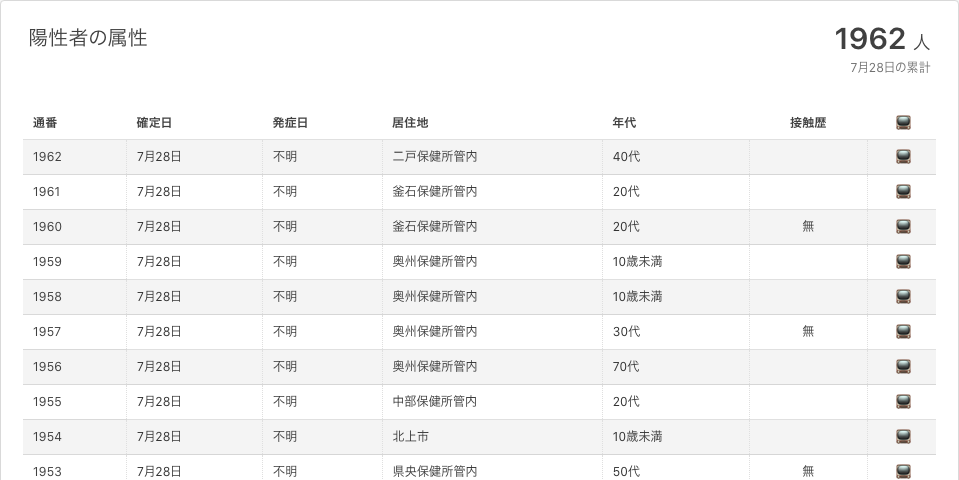 陽性者の属性
1962 人
7月28日の累計
通番 確定日 発症日 居住地 年代 接触歴
1962 7月28日 不明 二戸保健所管内 40代
1961 7月28日 不明 釜石保健所管内 20代
1960 7月28日 不明 釜石保健所管内 20代 無
1959 7月28日 不明 奥州保健所管内 10歳未満
1958 7月28日 不明 奥州保健所管内 10歳未満
1957 7月28日 不明 奥州保健所管内 30代 無
1956 7月28日 不明 奥州保健所管内 70代
1955 7月28日 不明 中部保健所管内 20代
1954 7月28日 不明 北上市 10歳未満
1953 7月28日 不明 県央保健所管内 50代 無